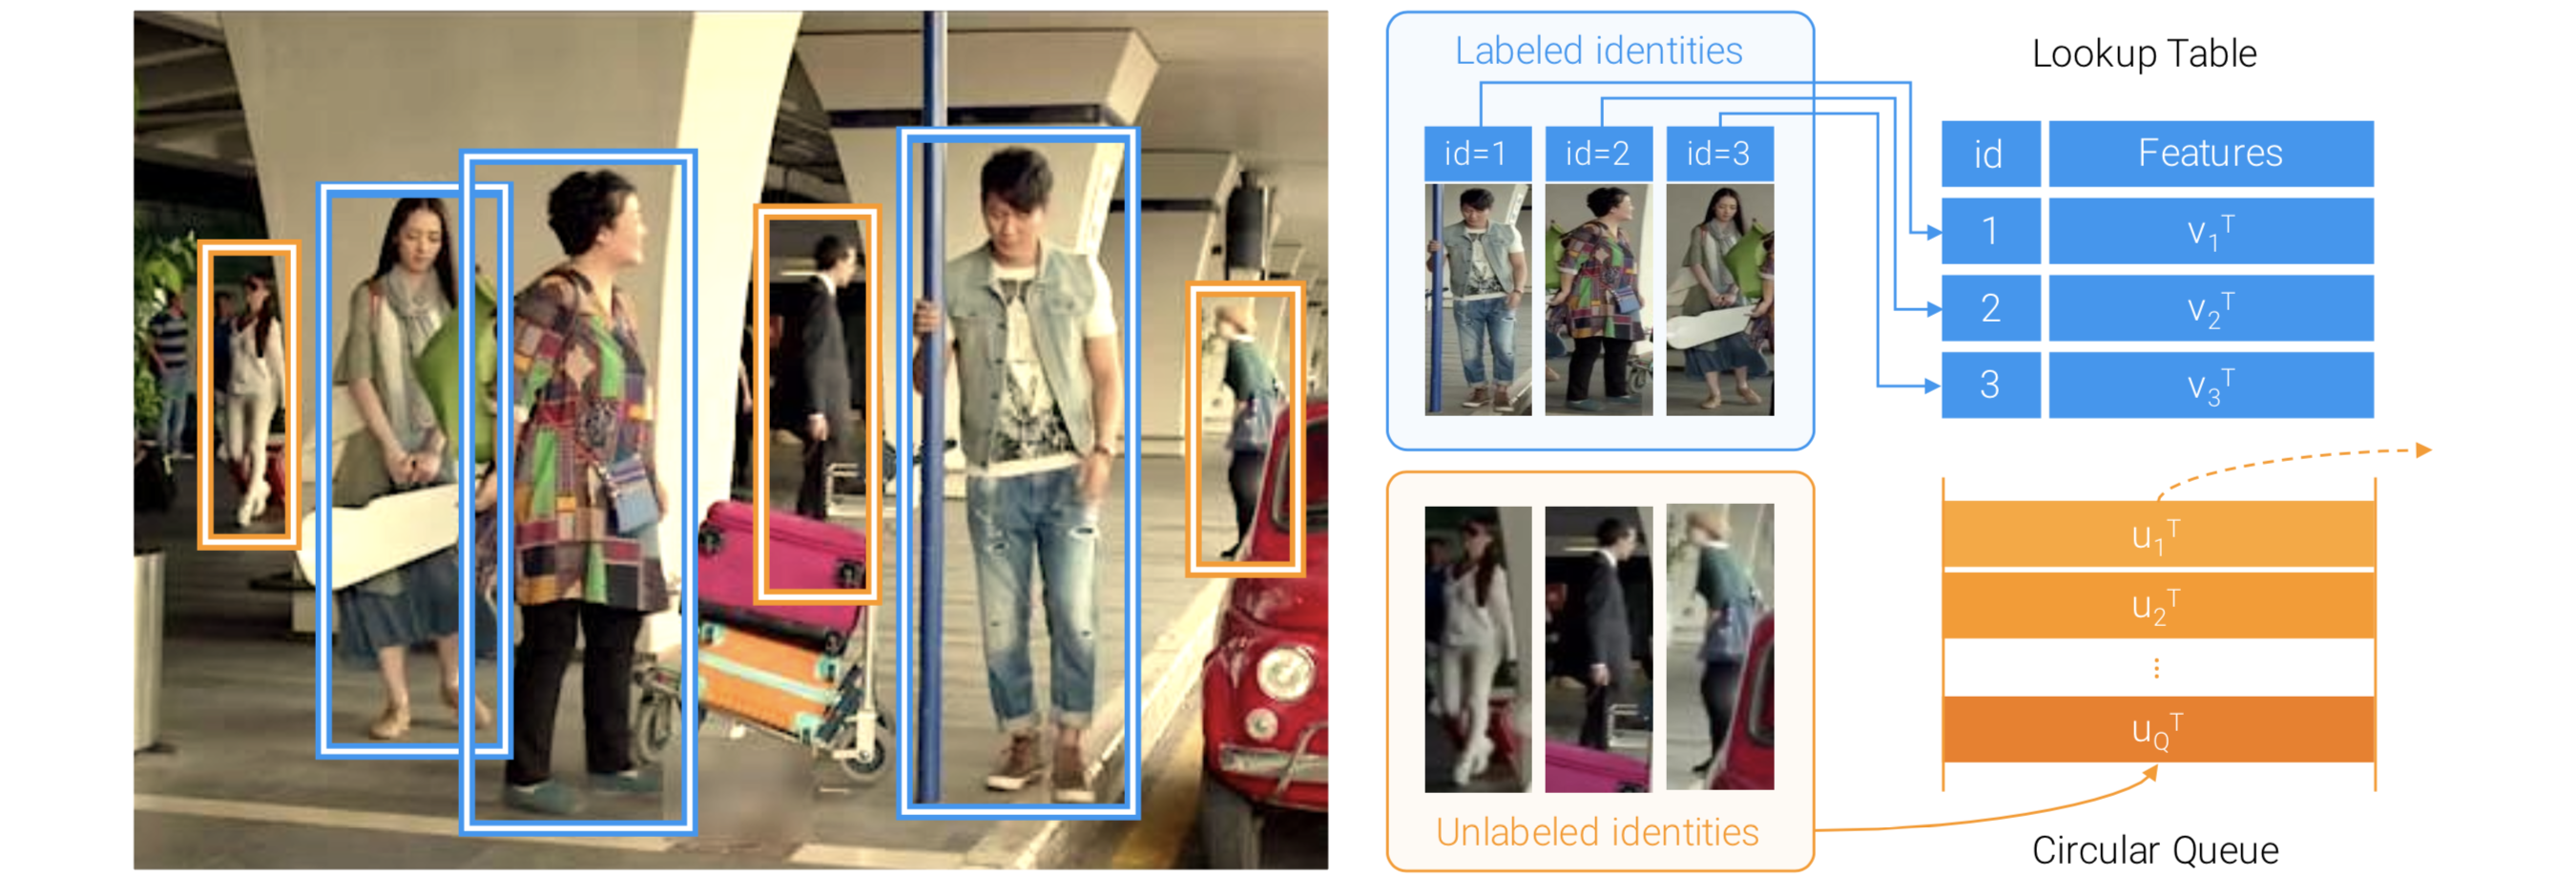 Labeled identities
id=1 id=2 id=3
Lookup Table
id Features
1 v₁ᵀ
2 v₂ᵀ
3 v₃ᵀ
Unlabeled identities
u₁ᵀ
u₂ᵀ
⋮
u_Qᵀ
Circular Queue